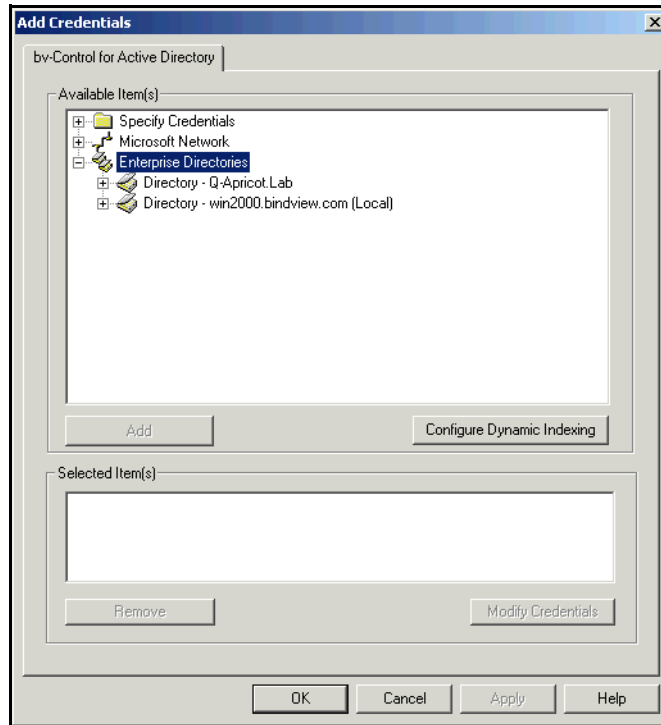 Add Credentials
bv-Control for Active Directory
Available Item(s)
Specify Credentials
Microsoft Network
Enterprise Directories
Directory - Q-Apricot.Lab
Directory - win2000.bindview.com (Local)
Add
Configure Dynamic Indexing
Selected Item(s)
Remove
Modify Credentials
OK
Cancel
Apply
Help